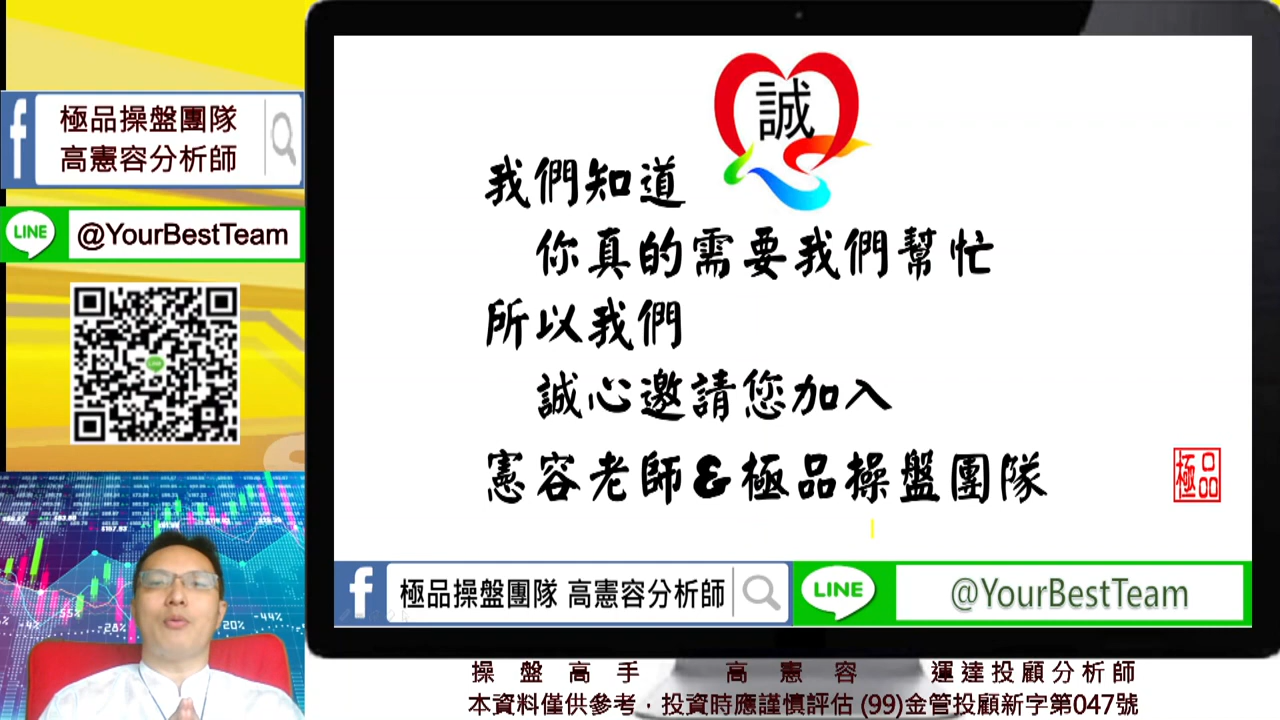 極品操盤團隊
高憲容分析師
LINE
@YourBestTeam
誠
我們知道
你真的需要我們幫忙
所以我們
誠心邀請您加入
憲容老師&極品操盤團隊
極品
極品操盤團隊 高憲容分析師
LINE
@YourBestTeam
操盤高手 高憲容 運達投顧分析師
本資料僅供參考，投資時應謹慎評估 (99)金管投顧新字第047號
-28%
20%
-44%